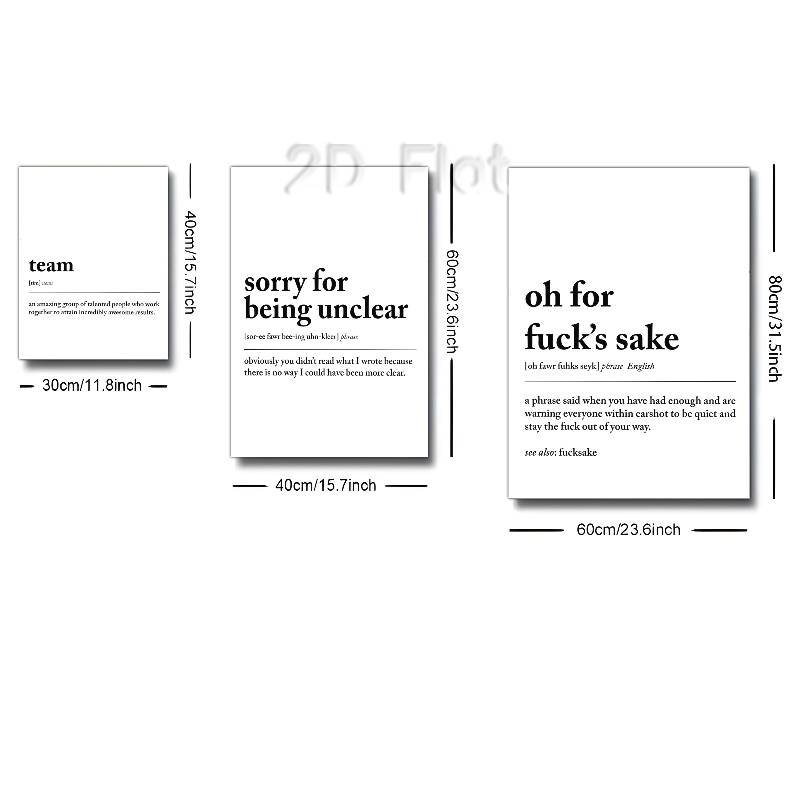 2D Flat
team
[tim] noun
an amazing group of talented people who work
together to attain incredibly awesome results.
40cm/15.7inch
30cm/11.8inch
sorry for
being unclear
[sor-ee fawr bee-ing uhn-kleer] phrase
obviously you didn't read what I wrote because
there is no way I could have been more clear.
60cm/23.6inch
40cm/15.7inch
oh for
fuck's sake
[oh fawr fuhks seyk] phrase English
a phrase said when you have had enough and are
warning everyone within earshot to be quiet and
stay the fuck out of your way.
see also: fucksake
80cm/31.5inch
60cm/23.6inch